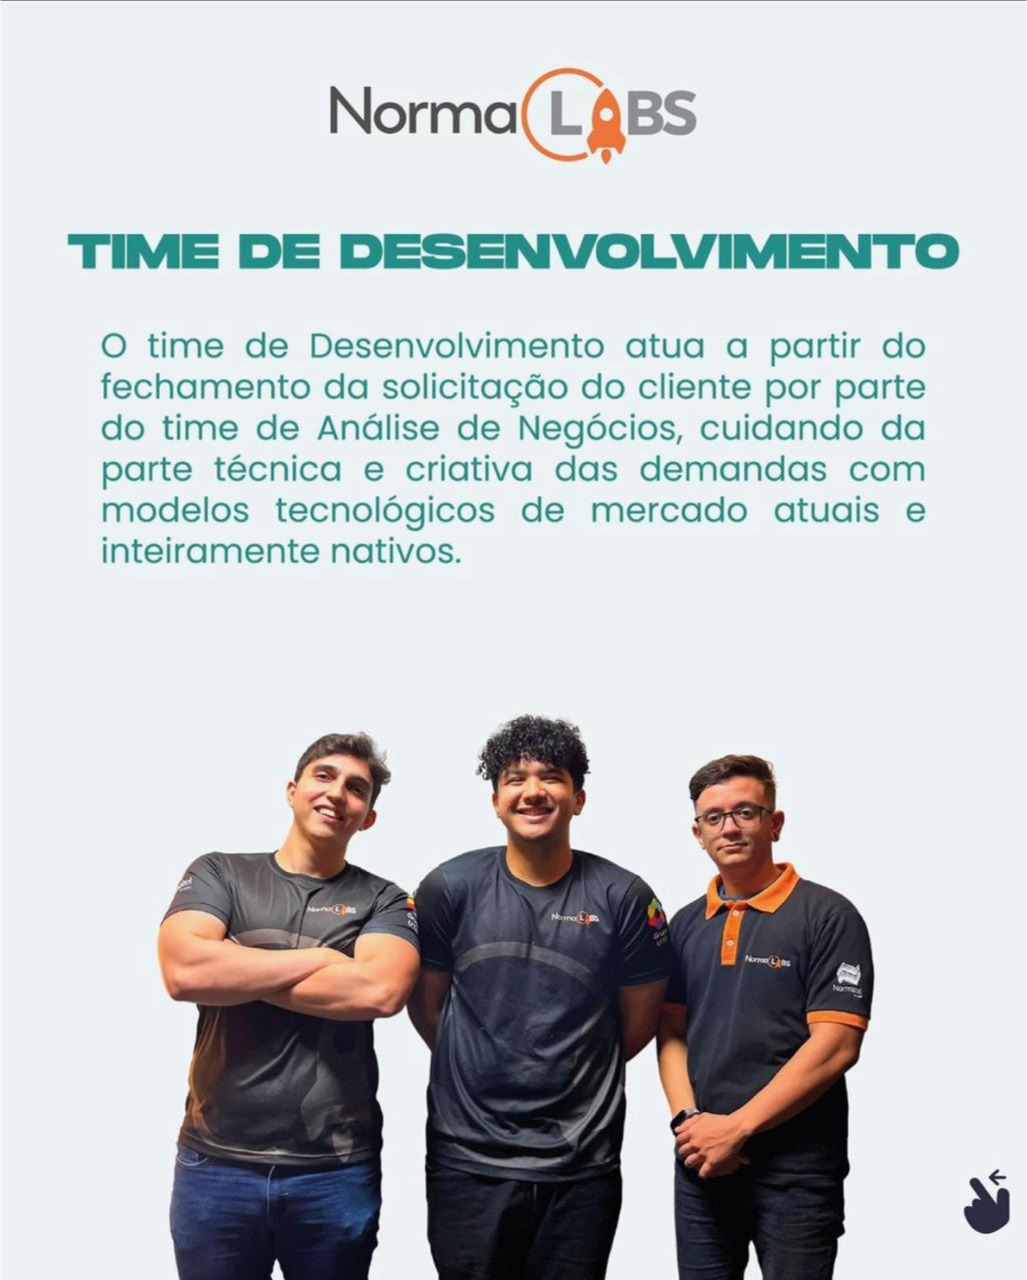 NormaLABS
TIME DE DESENVOLVIMENTO
O time de Desenvolvimento atua a partir do
fechamento da solicitação do cliente por parte
do time de Análise de Negócios, cuidando da
parte técnica e criativa das demandas com
modelos tecnológicos de mercado atuais e
inteiramente nativos.
NormaLABS
NormaLABS
NormaLABS